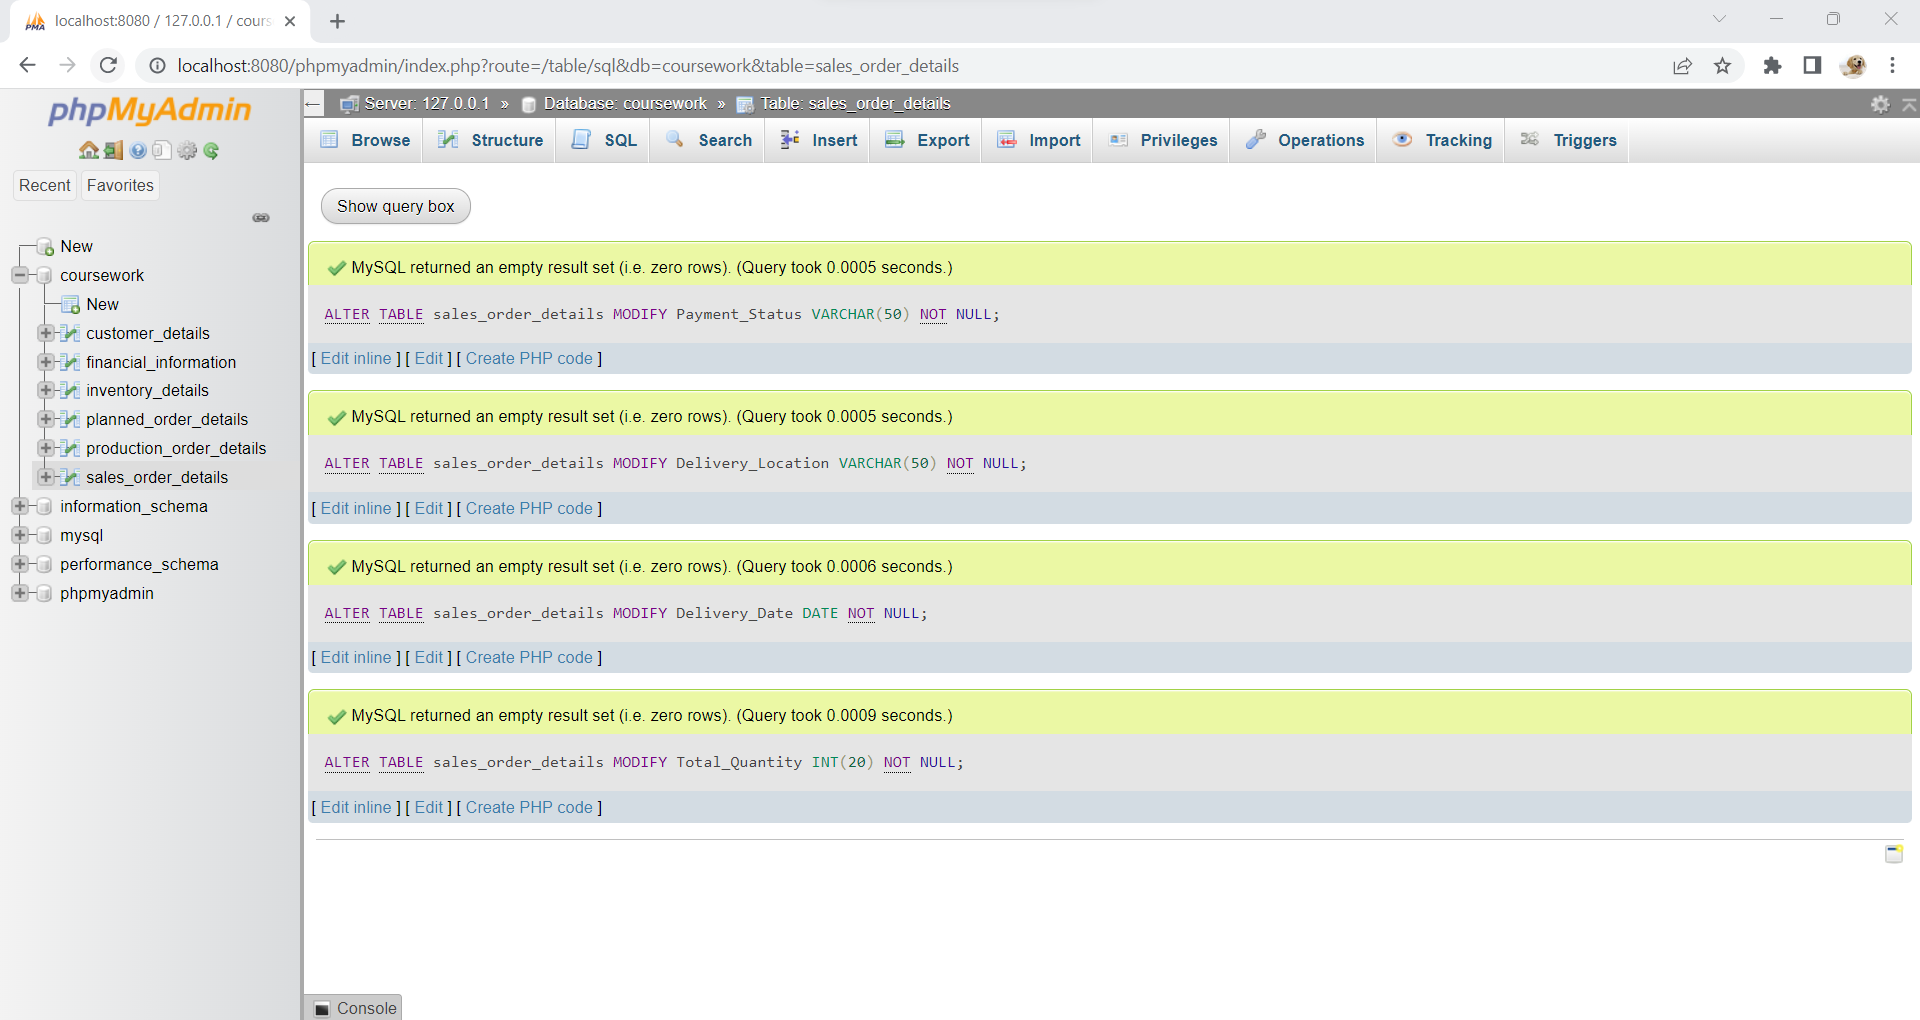 localhost:8080 / 127.0.0.1 / cours
localhost:8080/phpmyadmin/index.php?route=/table/sql&db=coursework&table=sales_order_details
phpMyAdmin
Recent
Favorites
New
coursework
New
customer_details
financial_information
inventory_details
planned_order_details
production_order_details
sales_order_details
information_schema
mysql
performance_schema
phpmyadmin
Server: 127.0.0.1 » Database: coursework » Table: sales_order_details
Browse Structure SQL Search Insert Export Import Privileges Operations Tracking Triggers
Show query box
MySQL returned an empty result set (i.e. zero rows). (Query took 0.0005 seconds.)
ALTER TABLE sales_order_details MODIFY Payment_Status VARCHAR(50) NOT NULL;
[ Edit inline ] [ Edit ] [ Create PHP code ]
MySQL returned an empty result set (i.e. zero rows). (Query took 0.0005 seconds.)
ALTER TABLE sales_order_details MODIFY Delivery_Location VARCHAR(50) NOT NULL;
[ Edit inline ] [ Edit ] [ Create PHP code ]
MySQL returned an empty result set (i.e. zero rows). (Query took 0.0006 seconds.)
ALTER TABLE sales_order_details MODIFY Delivery_Date DATE NOT NULL;
[ Edit inline ] [ Edit ] [ Create PHP code ]
MySQL returned an empty result set (i.e. zero rows). (Query took 0.0009 seconds.)
ALTER TABLE sales_order_details MODIFY Total_Quantity INT(20) NOT NULL;
[ Edit inline ] [ Edit ] [ Create PHP code ]
Console